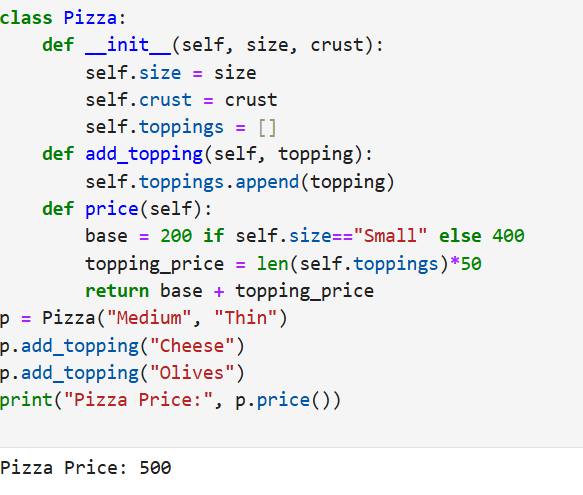 class Pizza:
    def __init__(self, size, crust):
        self.size = size
        self.crust = crust
        self.toppings = []
    def add_topping(self, topping):
        self.toppings.append(topping)
    def price(self):
        base = 200 if self.size=="Small" else 400
        topping_price = len(self.toppings)*50
        return base + topping_price
p = Pizza("Medium", "Thin")
p.add_topping("Cheese")
p.add_topping("Olives")
print("Pizza Price:", p.price())
Pizza Price: 500